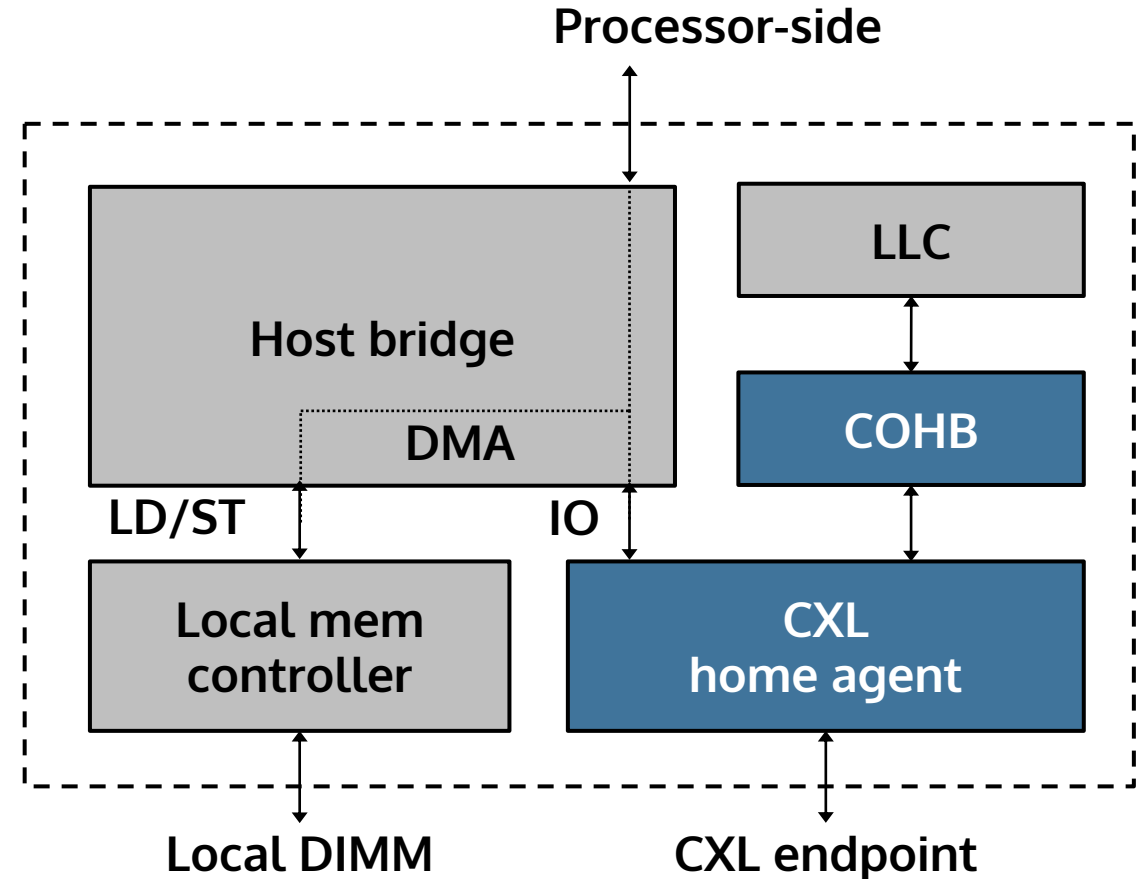 Processor-side
Host bridge
LLC
COHB
DMA
LD/ST
IO
Local mem
controller
CXL
home agent
Local DIMM
CXL endpoint